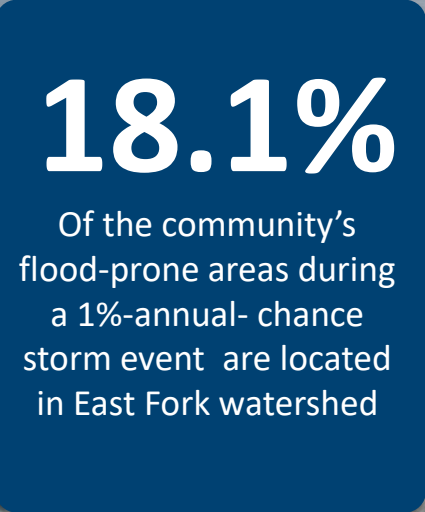 18.1%
Of the community’s
flood-prone areas during
a 1%-annual- chance
storm event  are located
in East Fork watershed